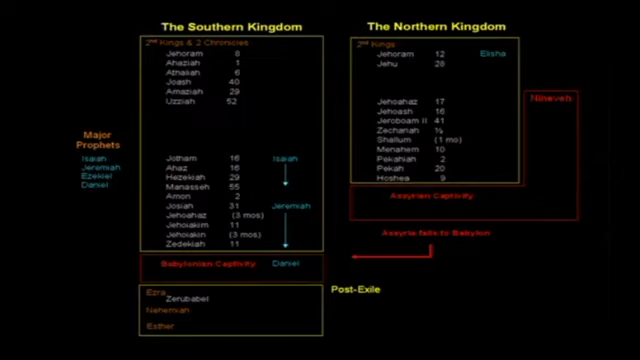 The Southern Kingdom
2nd Kings & 2 Chronicles
Jehoram 8
Ahaziah 1
Athaliah 6
Joash 40
Amaziah 29
Uzziah 52
Major
Prophets
Isaiah
Jeremiah
Ezekiel
Daniel
Jotham 16 Isaiah
Ahaz 16
Hezekiah 29
Manasseh 55
Amon 2
Josiah 31 Jeremiah
Jehoahaz (3 mos)
Jehoiakim 11
Jehoiakin (3 mos)
Zedekiah 11
Babylonian Captivity Daniel
Ezra
Zerubabel
Nehemiah
Esther
Post-Exile
The Northern Kingdom
2nd Kings
Jehoram 12 Elisha
Jehu 28
Jehoahaz 17
Jehoash 16
Jeroboam II 41
Zechariah ½
Shallum (1 mo)
Menahem 10
Pekahiah 2
Pekah 20
Hoshea 9
Nineveh
Assyrian Captivity
Assyria falls to Babylon